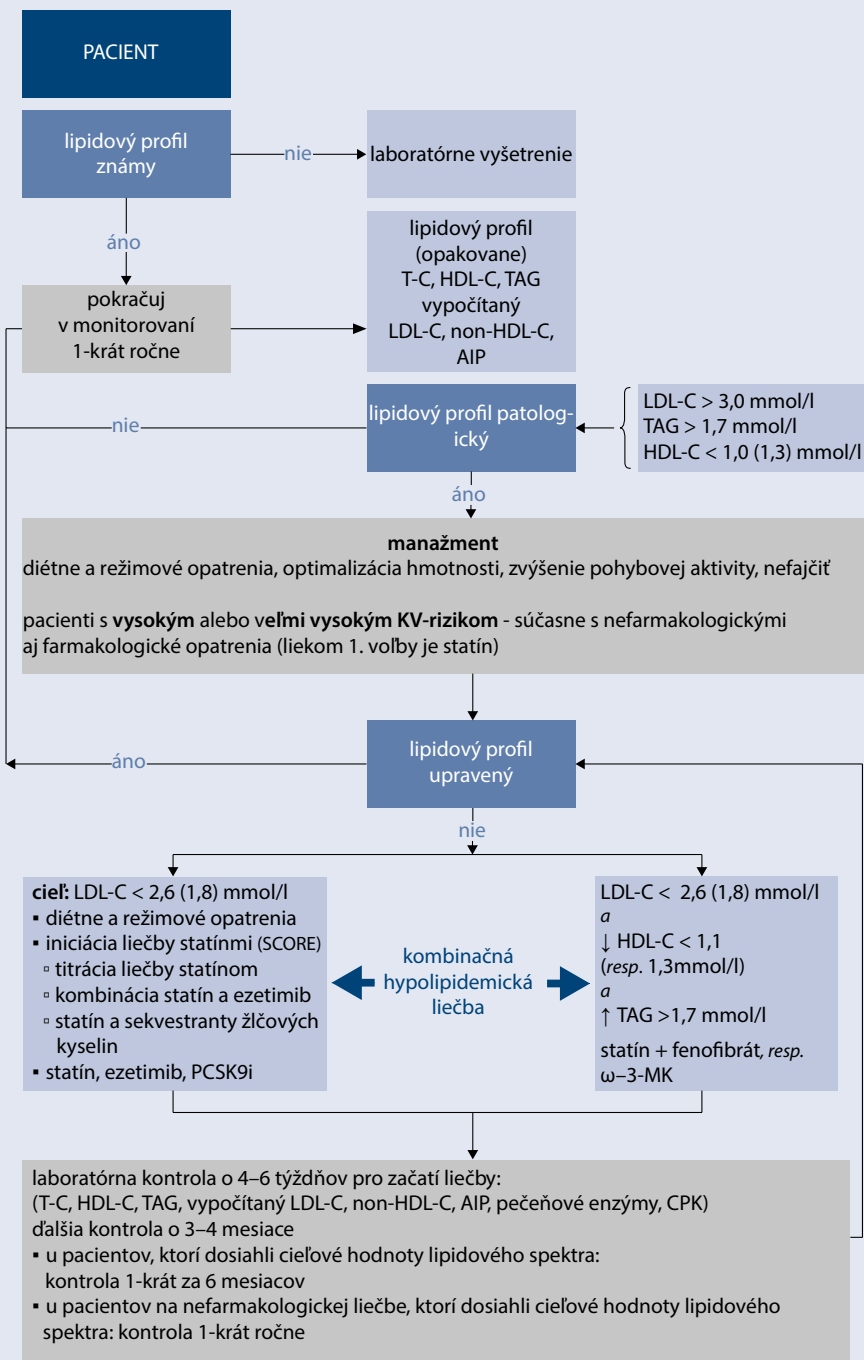 PACIENT
lipidový profil
známy
nie
laboratórne vyšetrenie
áno
lipidový profil
(opakovane)
T-C, HDL-C, TAG
vypočítaný
LDL-C, non-HDL-C,
AIP
pokračuj
v monitorovaní
1-krát ročne
nie
lipidový profil patolog-
ický
LDL-C > 3,0 mmol/l
TAG > 1,7 mmol/l
HDL-C < 1,0 (1,3) mmol/l
áno
manažment
diétne a režimové opatrenia, optimalizácia hmotnosti, zvýšenie pohybovej aktivity, nefajčiť
pacienti s vysokým alebo veľmi vysokým KV-rizikom - súčasne s nefarmakologickými
aj farmakologické opatrenia (liekom 1. voľby je statín)
áno
lipidový profil
upravený
nie
cieľ: LDL-C < 2,6 (1,8) mmol/l
▪ diétne a režimové opatrenia
▪ iniciácia liečby statínmi (SCORE)
▫ titrácia liečby statínom
▫ kombinácia statín a ezetimib
▫ statín a sekvestranty žlčových
kyselin
▪ statín, ezetimib, PCSK9i
kombinačná
hypolipidemická
liečba
LDL-C < 2,6 (1,8) mmol/l
a
↓ HDL-C < 1,1
(resp. 1,3mmol/l)
a
↑ TAG >1,7 mmol/l
statín + fenofibrát, resp.
ω–3-MK
laboratórna kontrola o 4–6 týždňov pro začatí liečby:
(T-C, HDL-C, TAG, vypočítaný LDL-C, non-HDL-C, AIP, pečeňové enzýmy, CPK)
ďalšia kontrola o 3–4 mesiace
▪ u pacientov, ktorí dosiahli cieľové hodnoty lipidového spektra:
kontrola 1-krát za 6 mesiacov
▪ u pacientov na nefarmakologickej liečbe, ktorí dosiahli cieľové hodnoty lipidového
spektra: kontrola 1-krát ročne